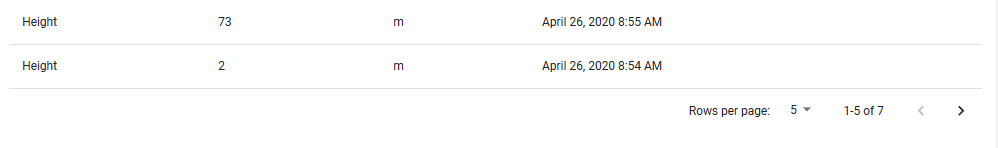 Height 73 m April 26, 2020 8:55 AM
Height 2 m April 26, 2020 8:54 AM
Rows per page: 5 1-5 of 7